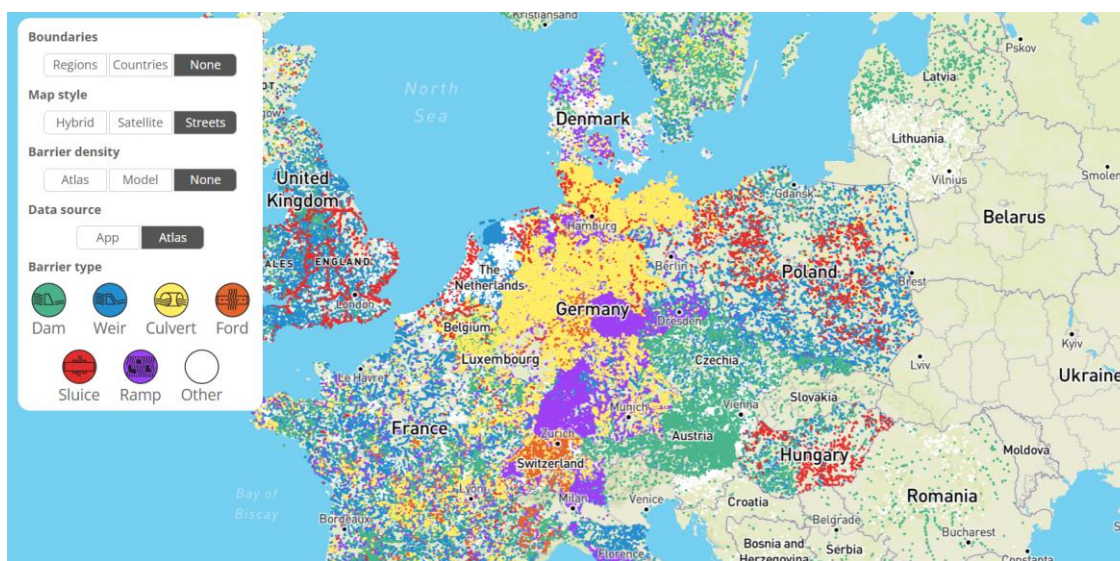 Boundaries
Regions Countries None
Map style
Hybrid Satellite Streets
Barrier density
Atlas Model None
Data source
App Atlas
Barrier type
Dam Weir Culvert Ford
Sluice Ramp Other
Kristiansand
North
Sea
Denmark
Pskov
Latvia
Lithuania
Vilnius
Smolen
United
Kingdom
Gdansk
Hamburg
Belarus
ENGLAND
London
The
Netherlands
Berlin
Poland
Brest
Germany
Belgium
Dresden
Luxembourg
Czechia
Lviv
Kyiv
Ukraine
Le Havre
Slovakia
Munich
Vienna
France
Zurich
Austria
Switzerland
Hungary
Moldova
Lyon
Milan
Venice
Croatia
Romania
Bay of
Biscay
Bordeaux
Belgrade
Bucharest
Florence
Bosnia and
Herzegovina
Serbia
Constanta